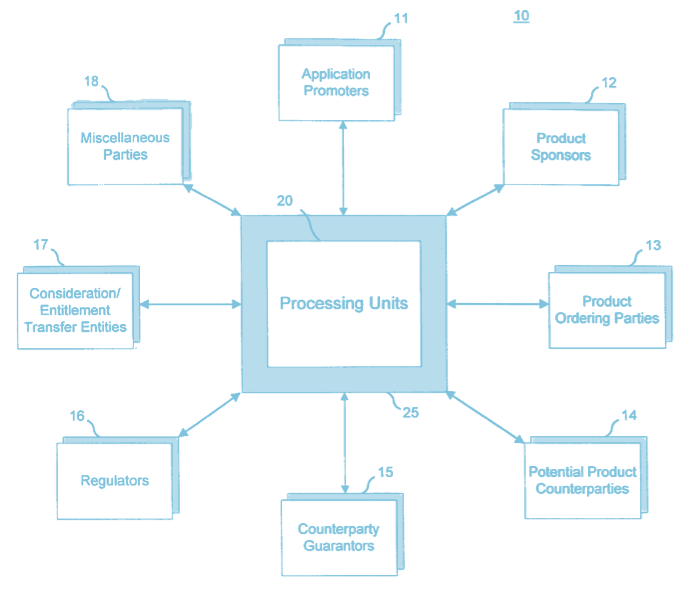 10
11
Application
Promoters
18
Miscellaneous
Parties
12
Product
Sponsors
20
Processing Units
17
Consideration/
Entitlement
Transfer Entities
13
Product
Ordering Parties
25
16
Regulators
15
Counterparty
Guarantors
14
Potential Product
Counterparties